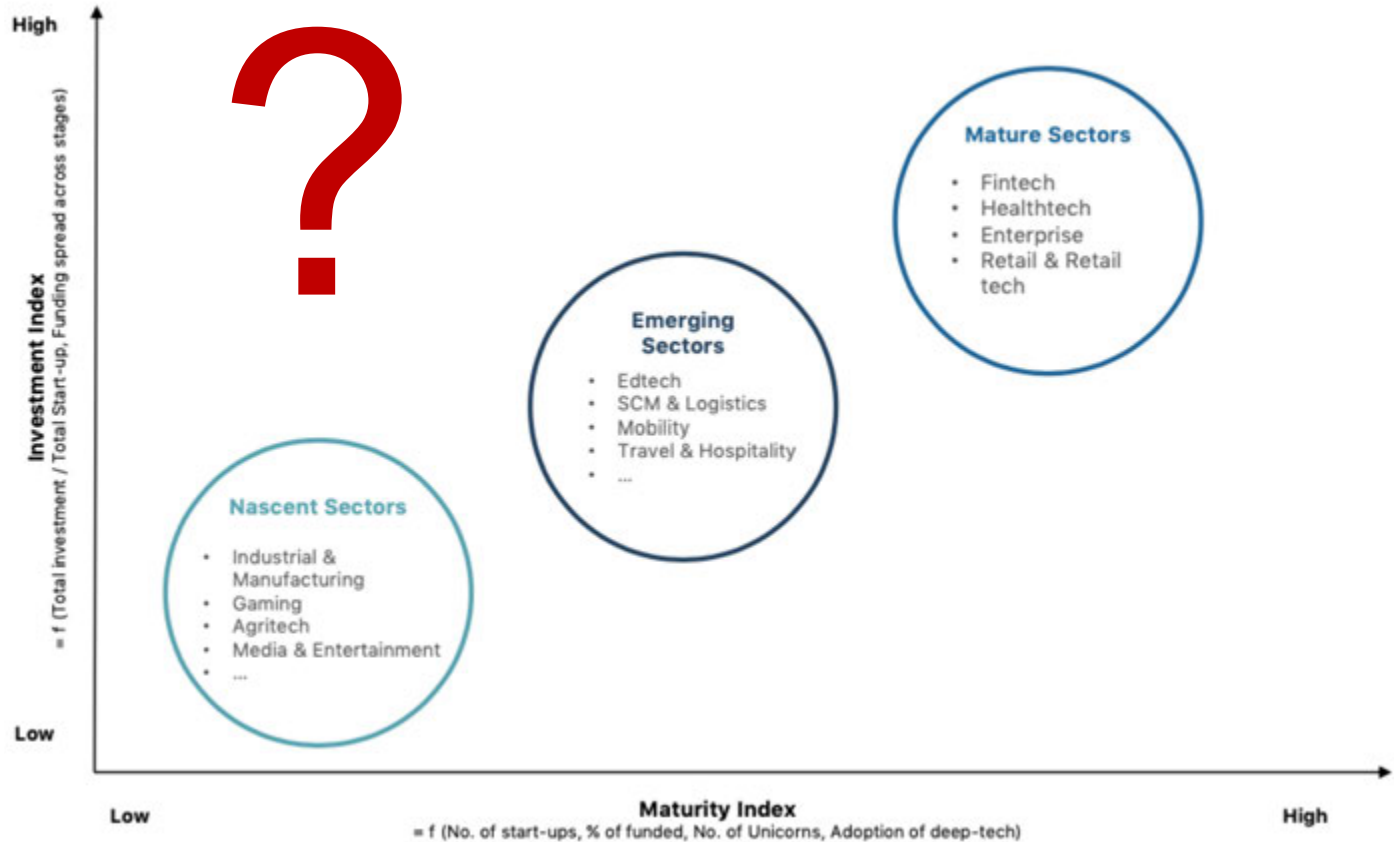 High
?
Mature Sectors
• Fintech
• Healthtech
• Enterprise
• Retail & Retail
tech
Emerging
Sectors
• Edtech
• SCM & Logistics
• Mobility
• Travel & Hospitality
• ...
Nascent Sectors
• Industrial &
Manufacturing
• Gaming
• Agritech
• Media & Entertainment
• ...
Investment Index
= f (Total investment / Total Start-up, Funding spread across stages)
Low
Low
Maturity Index
High
= f (No. of start-ups, % of funded, No. of Unicorns, Adoption of deep-tech)